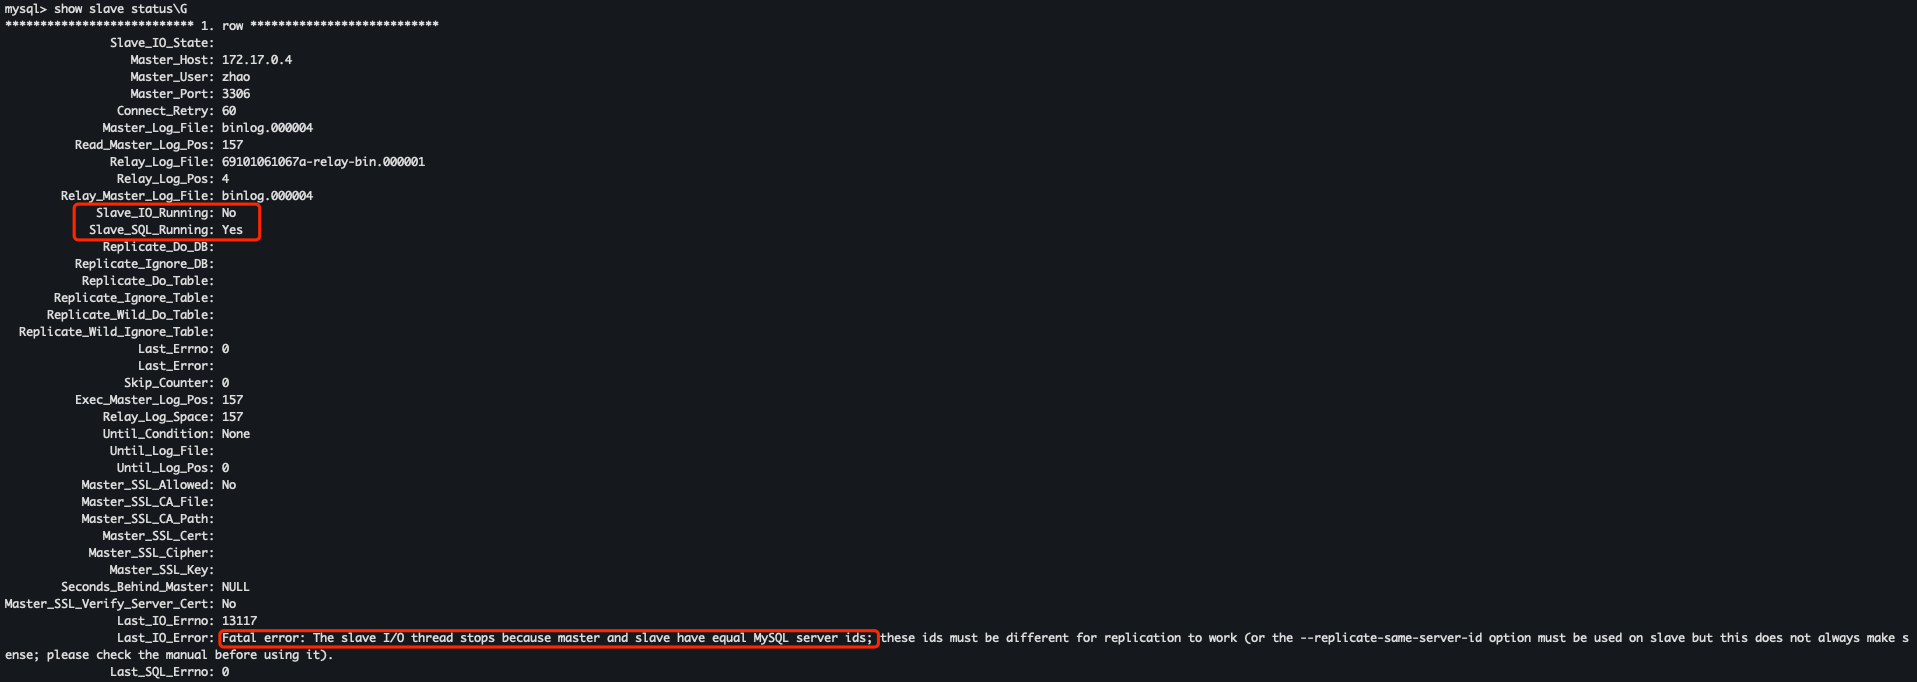 mysql> show slave status\G
*************************** 1. row ***************************
Slave_IO_State:
Master_Host: 172.17.0.4
Master_User: zhao
Master_Port: 3306
Connect_Retry: 60
Master_Log_File: binlog.000004
Read_Master_Log_Pos: 157
Relay_Log_File: 69101061067a-relay-bin.000001
Relay_Log_Pos: 4
Relay_Master_Log_File: binlog.000004
Slave_IO_Running: No
Slave_SQL_Running: Yes
Replicate_Do_DB:
Replicate_Ignore_DB:
Replicate_Do_Table:
Replicate_Ignore_Table:
Replicate_Wild_Do_Table:
Replicate_Wild_Ignore_Table:
Last_Errno: 0
Last_Error:
Skip_Counter: 0
Exec_Master_Log_Pos: 157
Relay_Log_Space: 157
Until_Condition: None
Until_Log_File:
Until_Log_Pos: 0
Master_SSL_Allowed: No
Master_SSL_CA_File:
Master_SSL_CA_Path:
Master_SSL_Cert:
Master_SSL_Cipher:
Master_SSL_Key:
Seconds_Behind_Master: NULL
Master_SSL_Verify_Server_Cert: No
Last_IO_Errno: 13117
Last_IO_Error: Fatal error: The slave I/O thread stops because master and slave have equal MySQL server ids; these ids must be different for replication to work (or the --replicate-same-server-id option must be used on slave but this does not always make s
ense; please check the manual before using it).
Last_SQL_Errno: 0